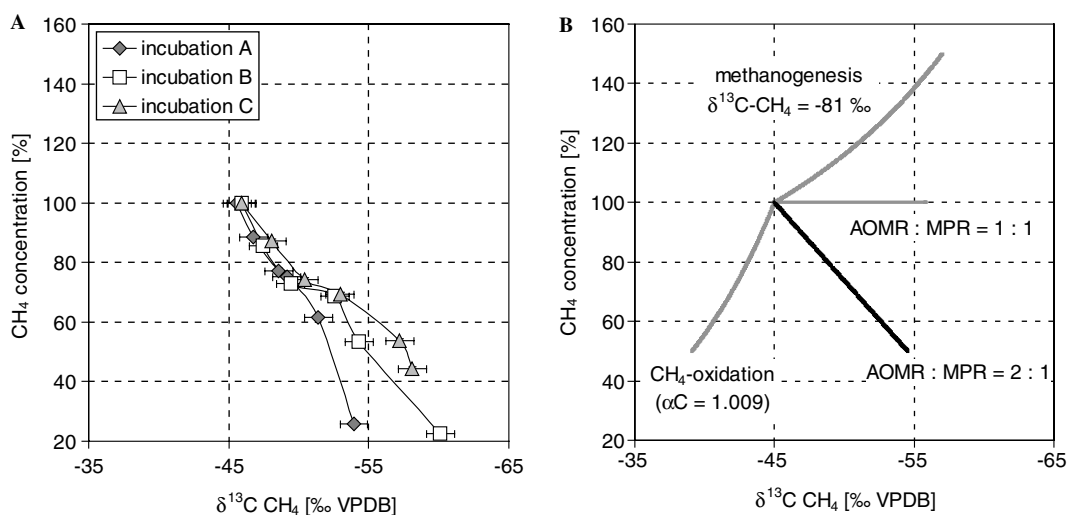 A
incubation A
incubation B
incubation C
CH₄ concentration [%]
160
140
120
100
80
60
40
20
-35
-45
-55
-65
δ¹³C CH₄ [‰ VPDB]
B
methanogenesis
δ¹³C-CH₄ = -81 ‰
AOMR : MPR = 1 : 1
AOMR : MPR = 2 : 1
CH₄-oxidation
(αC = 1.009)
CH₄ concentration [%]
160
140
120
100
80
60
40
20
-35
-45
-55
-65
δ¹³C CH₄ [‰ VPDB]